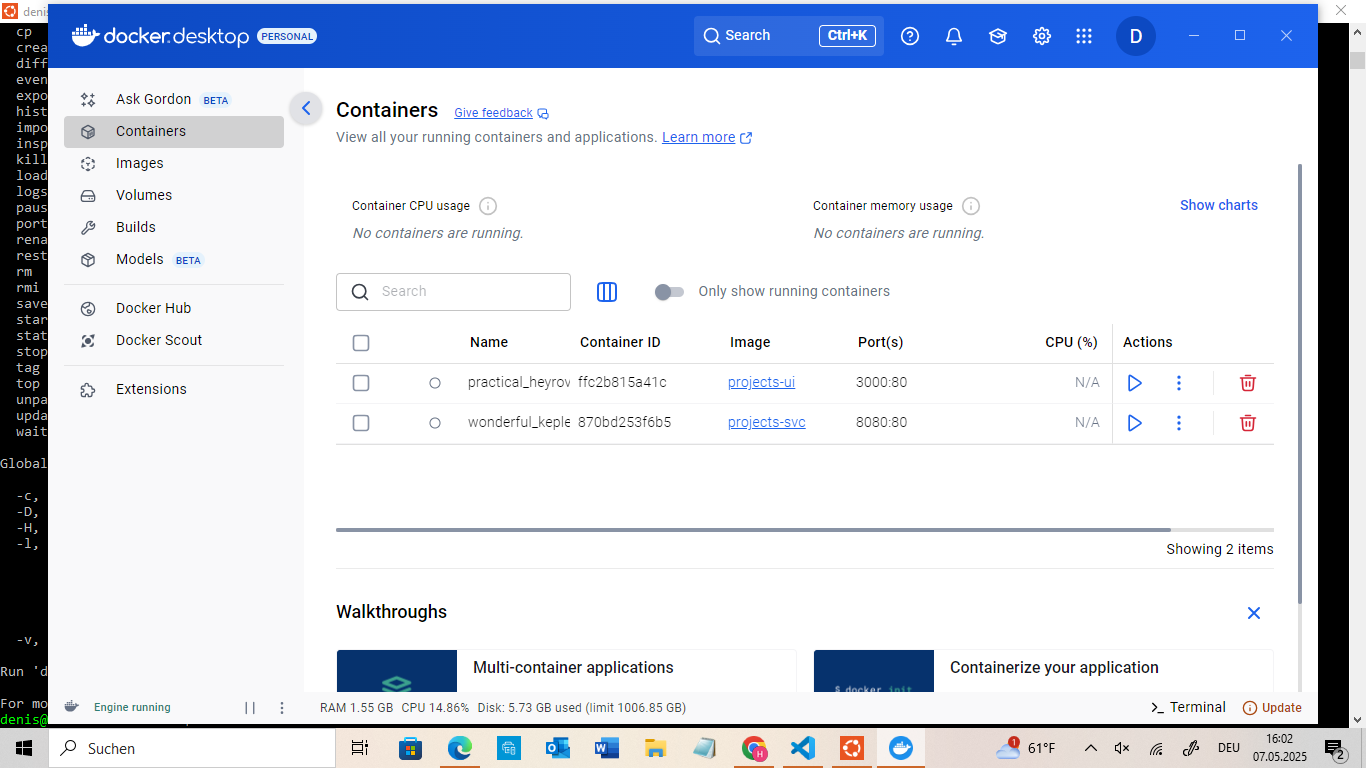 denis
cp
crea
diff
even
expo
hist
impo
insp
kill
load
logs
paus
port
rena
rest
rm
rmi
save
star
stat
stop
tag
top
unpa
upda
wait
Global
-c,
-D,
-H,
-l,
-v,
Run 'd
For mo
denis@
docker.desktop PERSONAL
Search Ctrl+K
D
Ask Gordon BETA
Containers
Images
Volumes
Builds
Models BETA
Docker Hub
Docker Scout
Extensions
Containers Give feedback
View all your running containers and applications. Learn more
Container CPU usage
No containers are running.
Container memory usage
No containers are running.
Show charts
Search
Only show running containers
Name Container ID Image Port(s) CPU (%) Actions
practical_heyrov ffc2b815a41c projects-ui 3000:80 N/A
wonderful_keple 870bd253f6b5 projects-svc 8080:80 N/A
Showing 2 items
Walkthroughs
Multi-container applications
Containerize your application
$ docker init
Engine running
RAM 1.55 GB CPU 14.86% Disk: 5.73 GB used (limit 1006.85 GB)
Terminal
Update
Suchen
H
1
61°F
DEU
16:02
07.05.2025
2